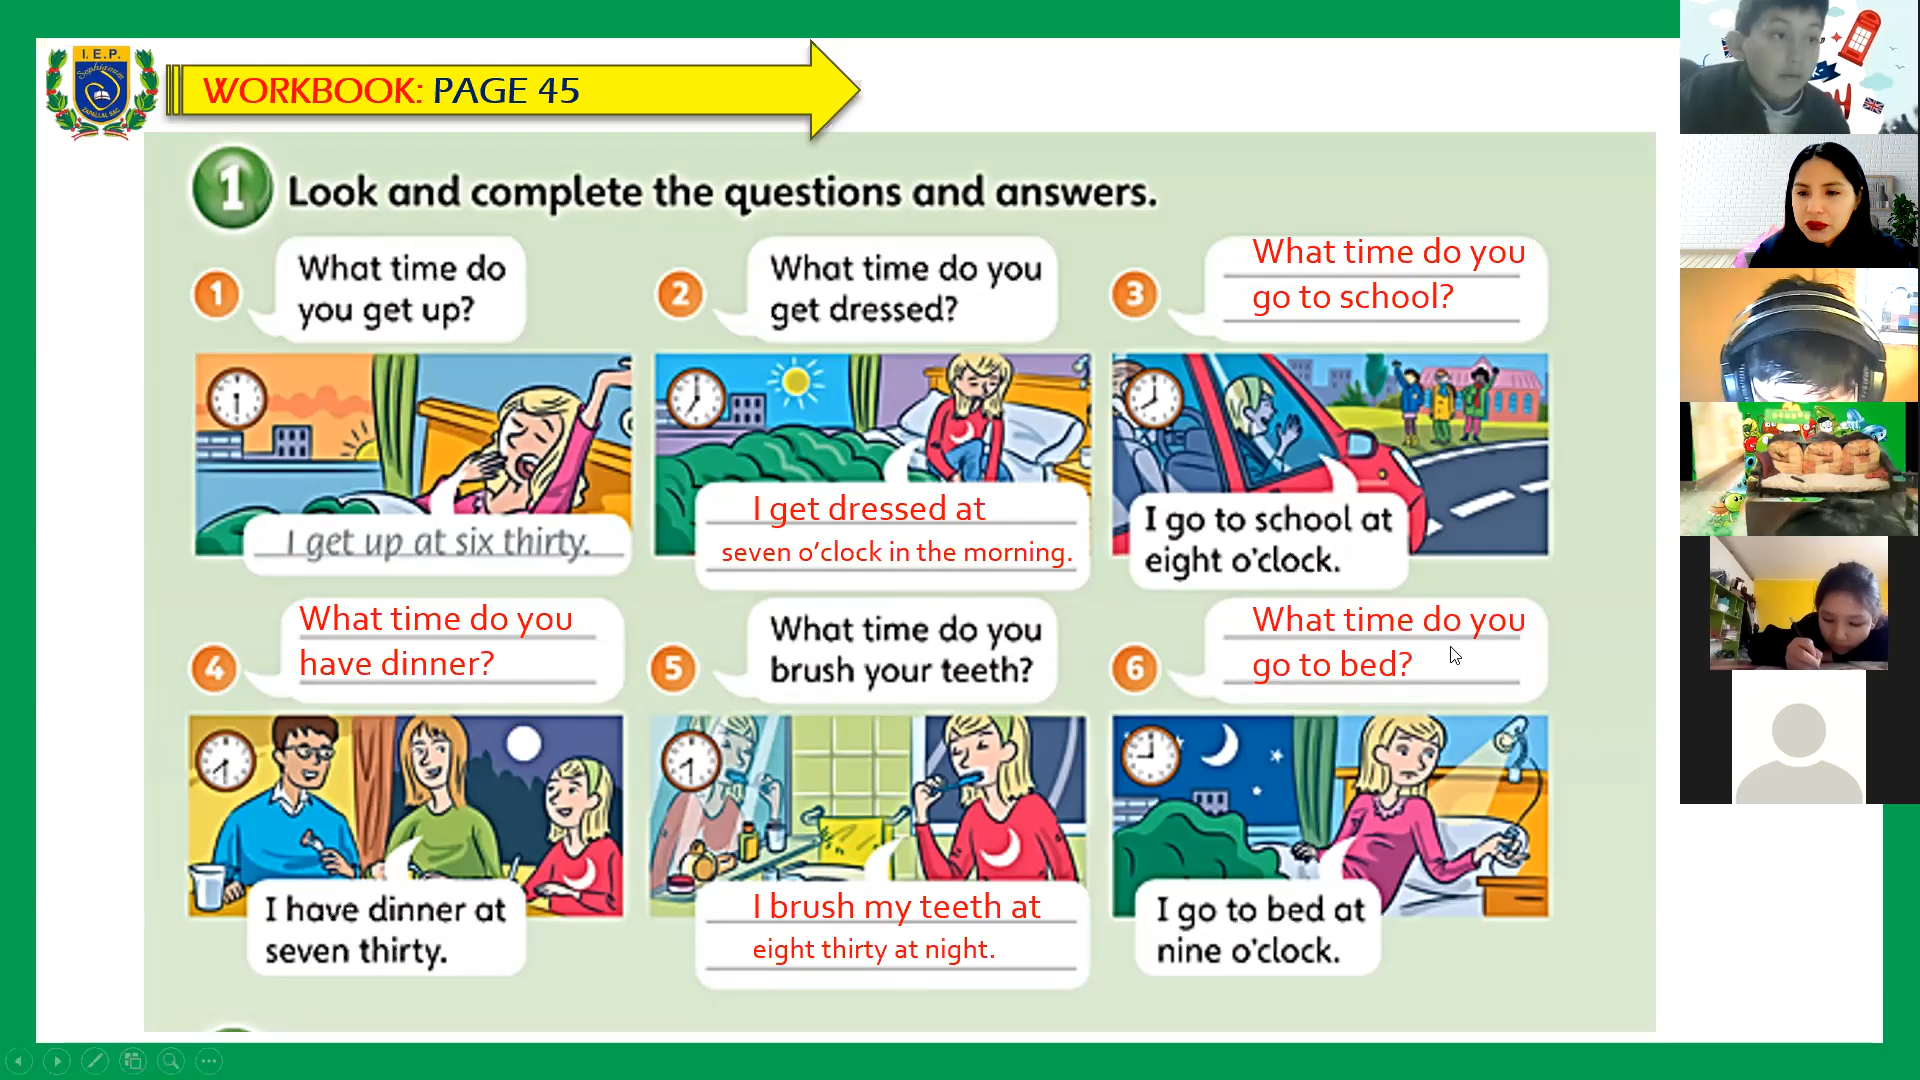 I.E.P.
Sophianum
ZAPALLAL SAC
WORKBOOK: PAGE 45
1 Look and complete the questions and answers.
1
What time do
you get up?
I get up at six thirty.
2
What time do you
get dressed?
I get dressed at
seven o'clock in the morning.
3
What time do you
go to school?
I go to school at
eight o'clock.
4
What time do you
have dinner?
I have dinner at
seven thirty.
5
What time do you
brush your teeth?
I brush my teeth at
eight thirty at night.
6
What time do you
go to bed?
I go to bed at
nine o'clock.